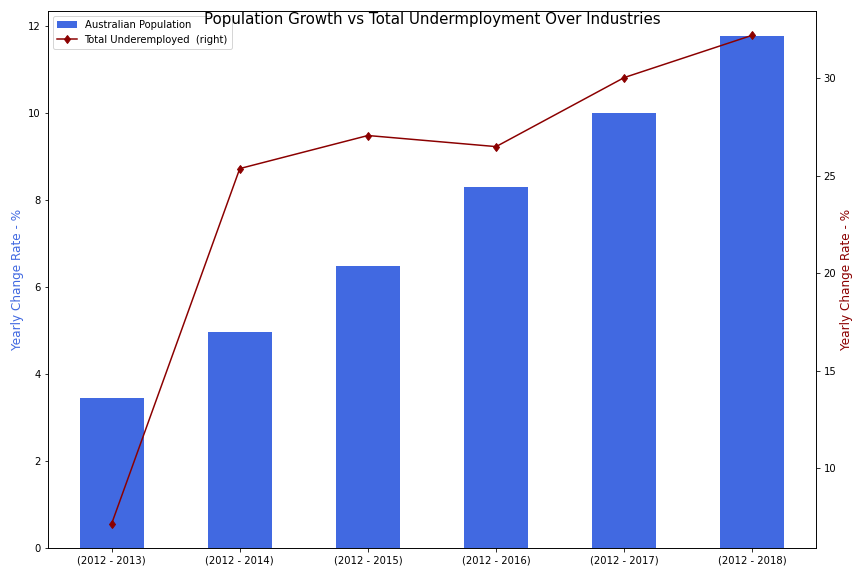 Population Growth vs Total Undermployment Over Industries
Australian Population
Total Underemployed  (right)
Yearly Change Rate - %
12
10
8
6
4
2
0
30
25
20
15
10
Yearly Change Rate - %
(2012 - 2013)
(2012 - 2014)
(2012 - 2015)
(2012 - 2016)
(2012 - 2017)
(2012 - 2018)